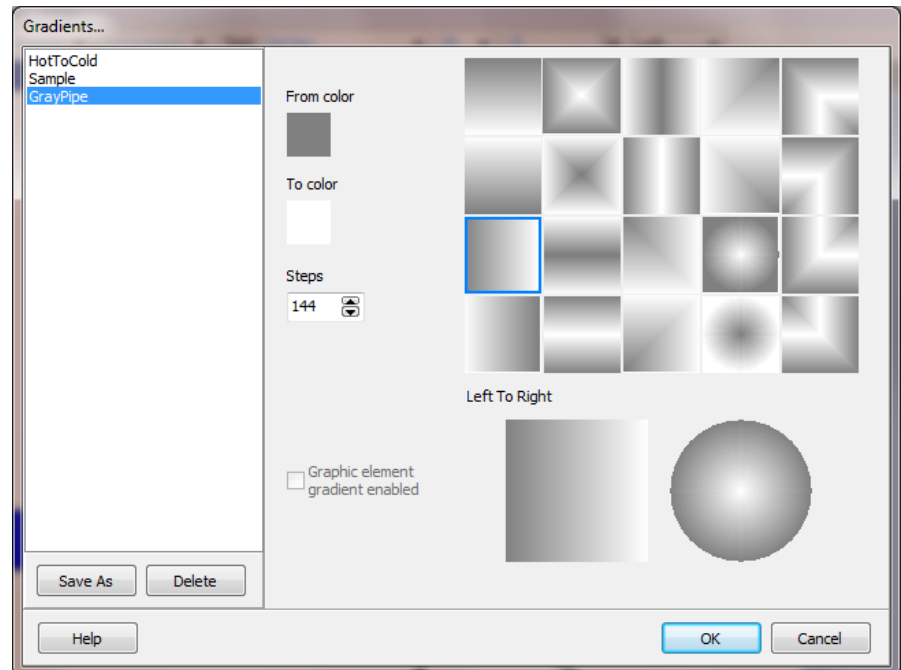 Gradients...
HotToCold
Sample
GrayPipe
From color
To color
Steps
144
Left To Right
Graphic element
gradient enabled
Save As
Delete
Help
OK
Cancel